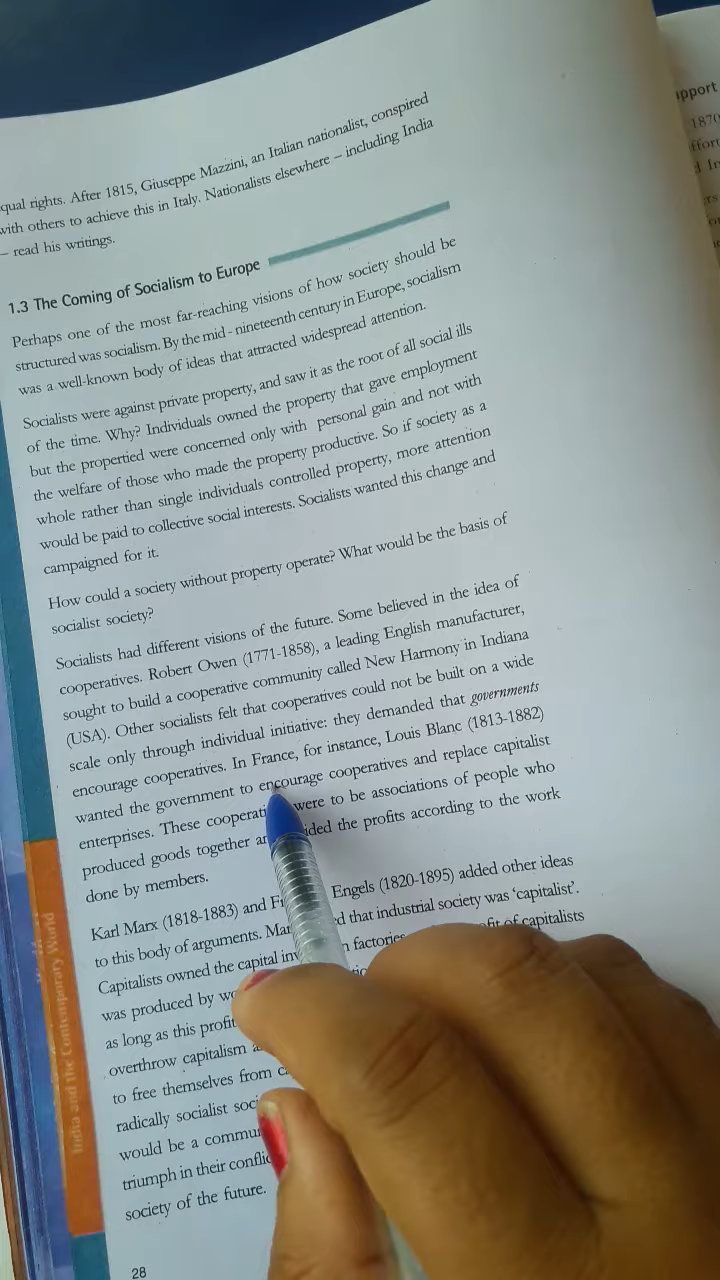 qual rights. After 1815, Giuseppe Mazzini, an Italian nationalist, conspired
with others to achieve this in Italy. Nationalists elsewhere – including India
– read his writings.
1.3 The Coming of Socialism to Europe
Perhaps one of the most far-reaching visions of how society should be
structured was socialism. By the mid - nineteenth century in Europe, socialism
was a well-known body of ideas that attracted widespread attention.
Socialists were against private property, and saw it as the root of all social ills
of the time. Why? Individuals owned the property that gave employment
but the propertied were concerned only with personal gain and not with
the welfare of those who made the property productive. So if society as a
whole rather than single individuals controlled property, more attention
would be paid to collective social interests. Socialists wanted this change and
campaigned for it.
How could a society without property operate? What would be the basis of
socialist society?
Socialists had different visions of the future. Some believed in the idea of
cooperatives. Robert Owen (1771-1858), a leading English manufacturer,
sought to build a cooperative community called New Harmony in Indiana
(USA). Other socialists felt that cooperatives could not be built on a wide
scale only through individual initiative: they demanded that governments
encourage cooperatives. In France, for instance, Louis Blanc (1813-1882)
wanted the government to encourage cooperatives and replace capitalist
enterprises. These cooperati were to be associations of people who
produced goods together ided the profits according to the work
done by members.
Karl Marx (1818-1883) and Engels (1820-1895) added other ideas
to this body of arguments. Mar d that industrial society was ‘capitalist’.
Capitalists owned the capital inv n factories fit of capitalists
was produced by wo
as long as this profit
overthrow capitalism
to free themselves from
radically socialist soc
would be a commu
triumph in their conflic
society of the future.
28
India and the Contemporary World
pport
1870
ffort